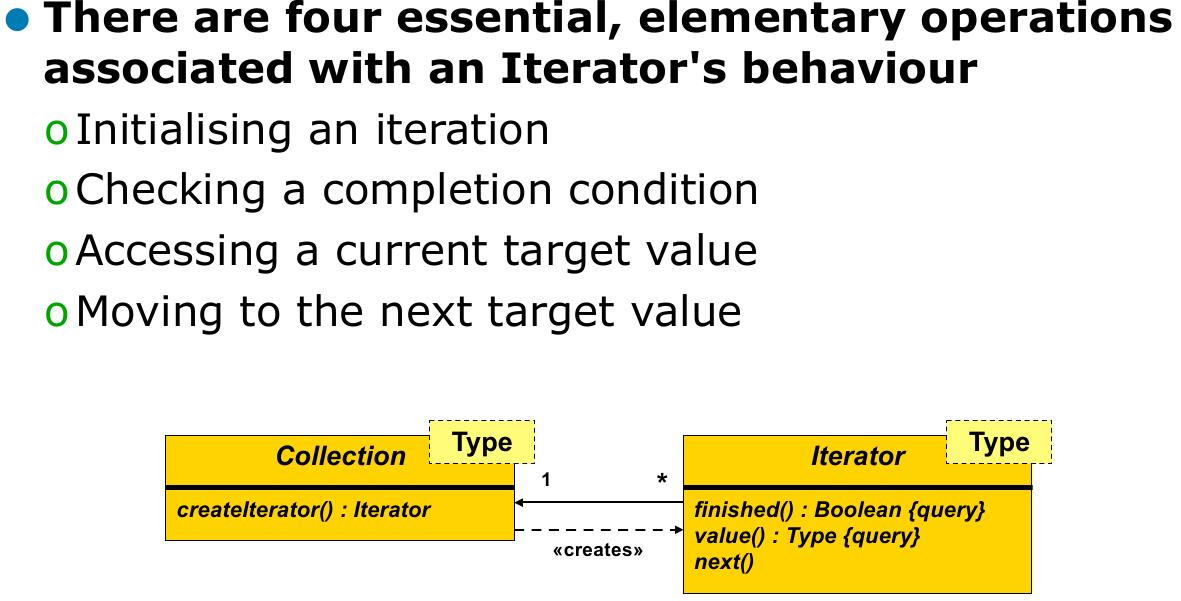 There are four essential, elementary operations
associated with an Iterator's behaviour
o Initialising an iteration
o Checking a completion condition
o Accessing a current target value
o Moving to the next target value
Collection
Type
createIterator() : Iterator
1
*
«creates»
Iterator
Type
finished() : Boolean {query}
value() : Type {query}
next()